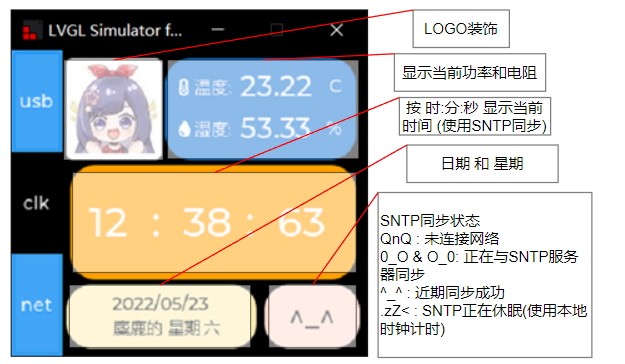 LVGL Simulator f...
usb
温度: 23.22 C
湿度: 53.33 %
clk
12 : 38 : 63
net
2022/05/23
麋鹿的 星期六
^_^
LOGO装饰
显示当前功率和电阻
按 时:分:秒 显示当前
时间 (使用SNTP同步)
日期 和 星期
SNTP同步状态
QnQ : 未连接网络
0_O & O_0: 正在与SNTP服务
器同步
^_^ : 近期同步成功
.zZ< : SNTP正在休眠(使用本地
时钟计时)